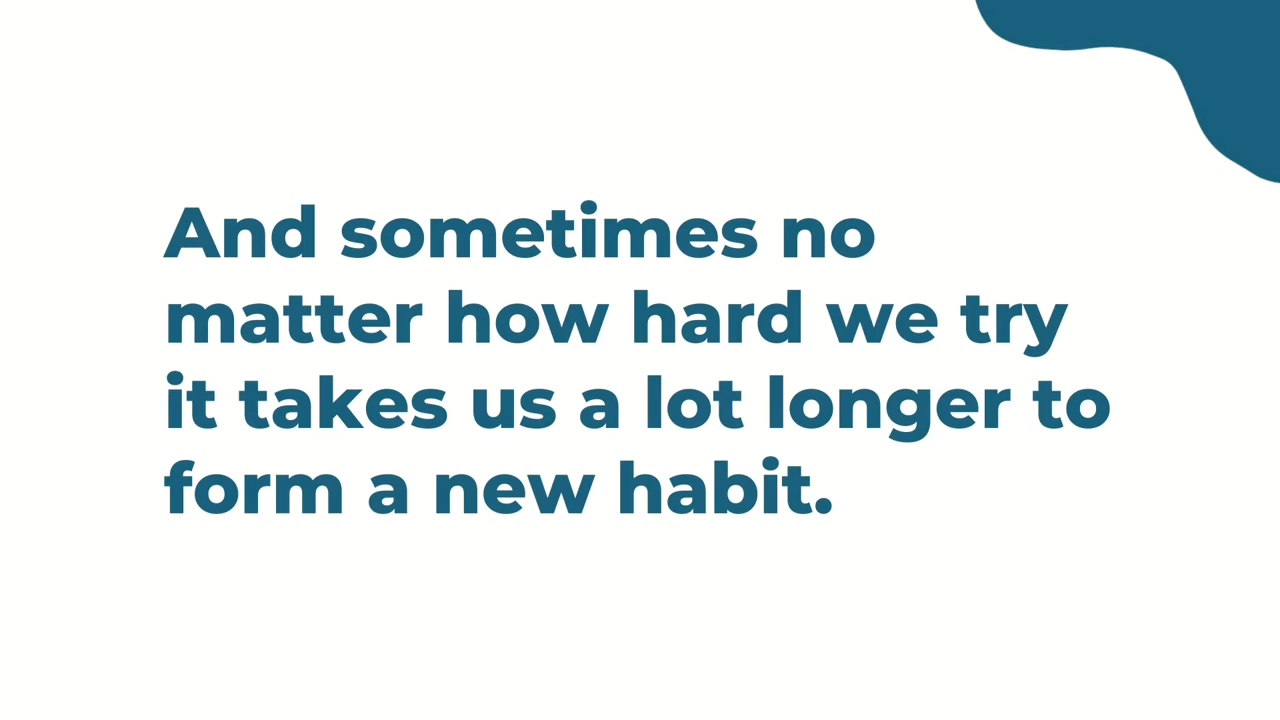 And sometimes no
matter how hard we try
it takes us a lot longer to
form a new habit.